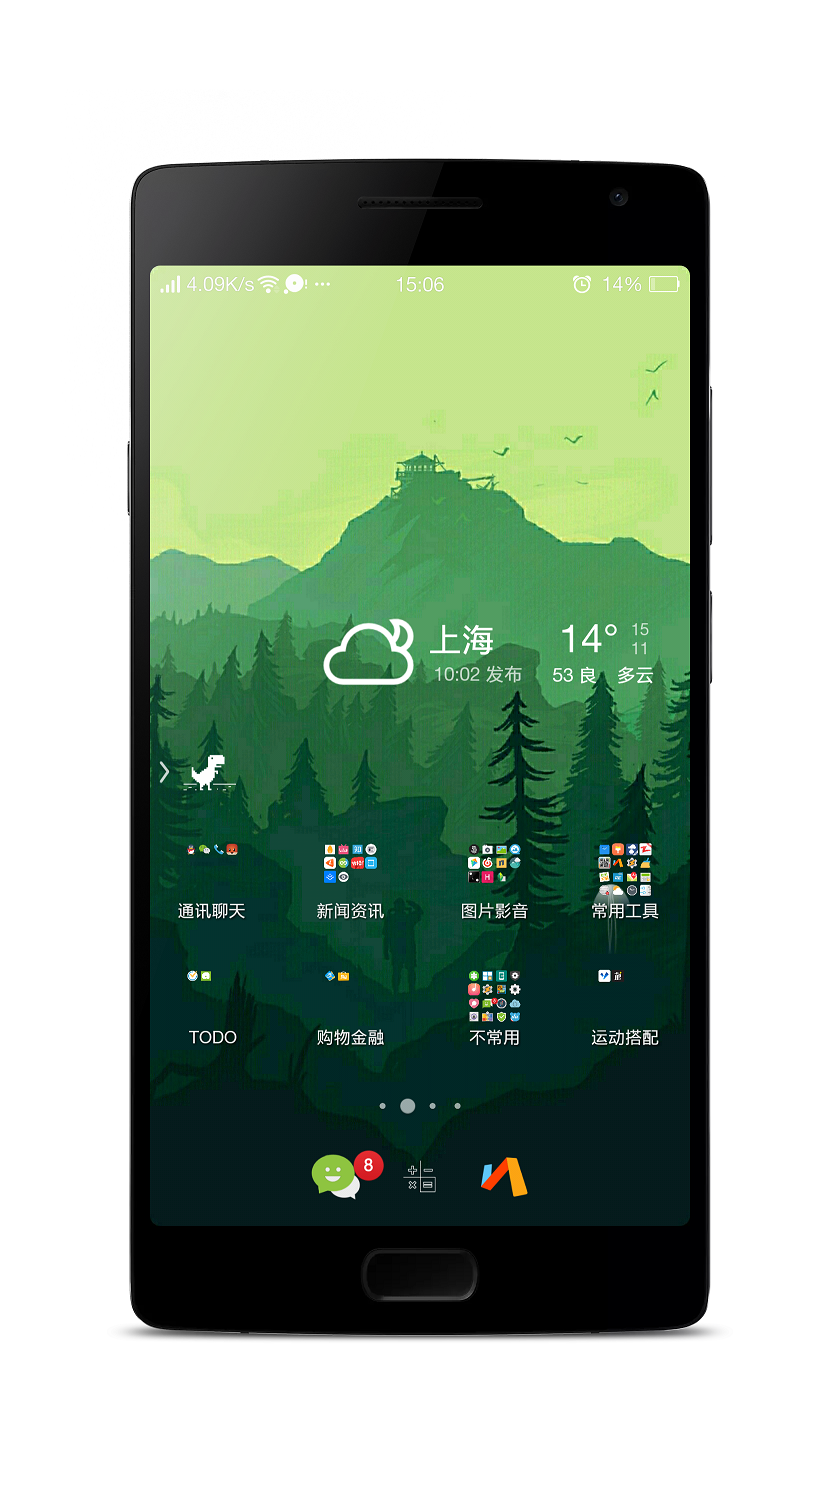 4.09K/s 15:06 14%
上海 14° 15
11
10:02 发布 53 良 多云
通讯聊天 新闻资讯 图片影音 常用工具
TODO 购物金融 不常用 运动搭配
8